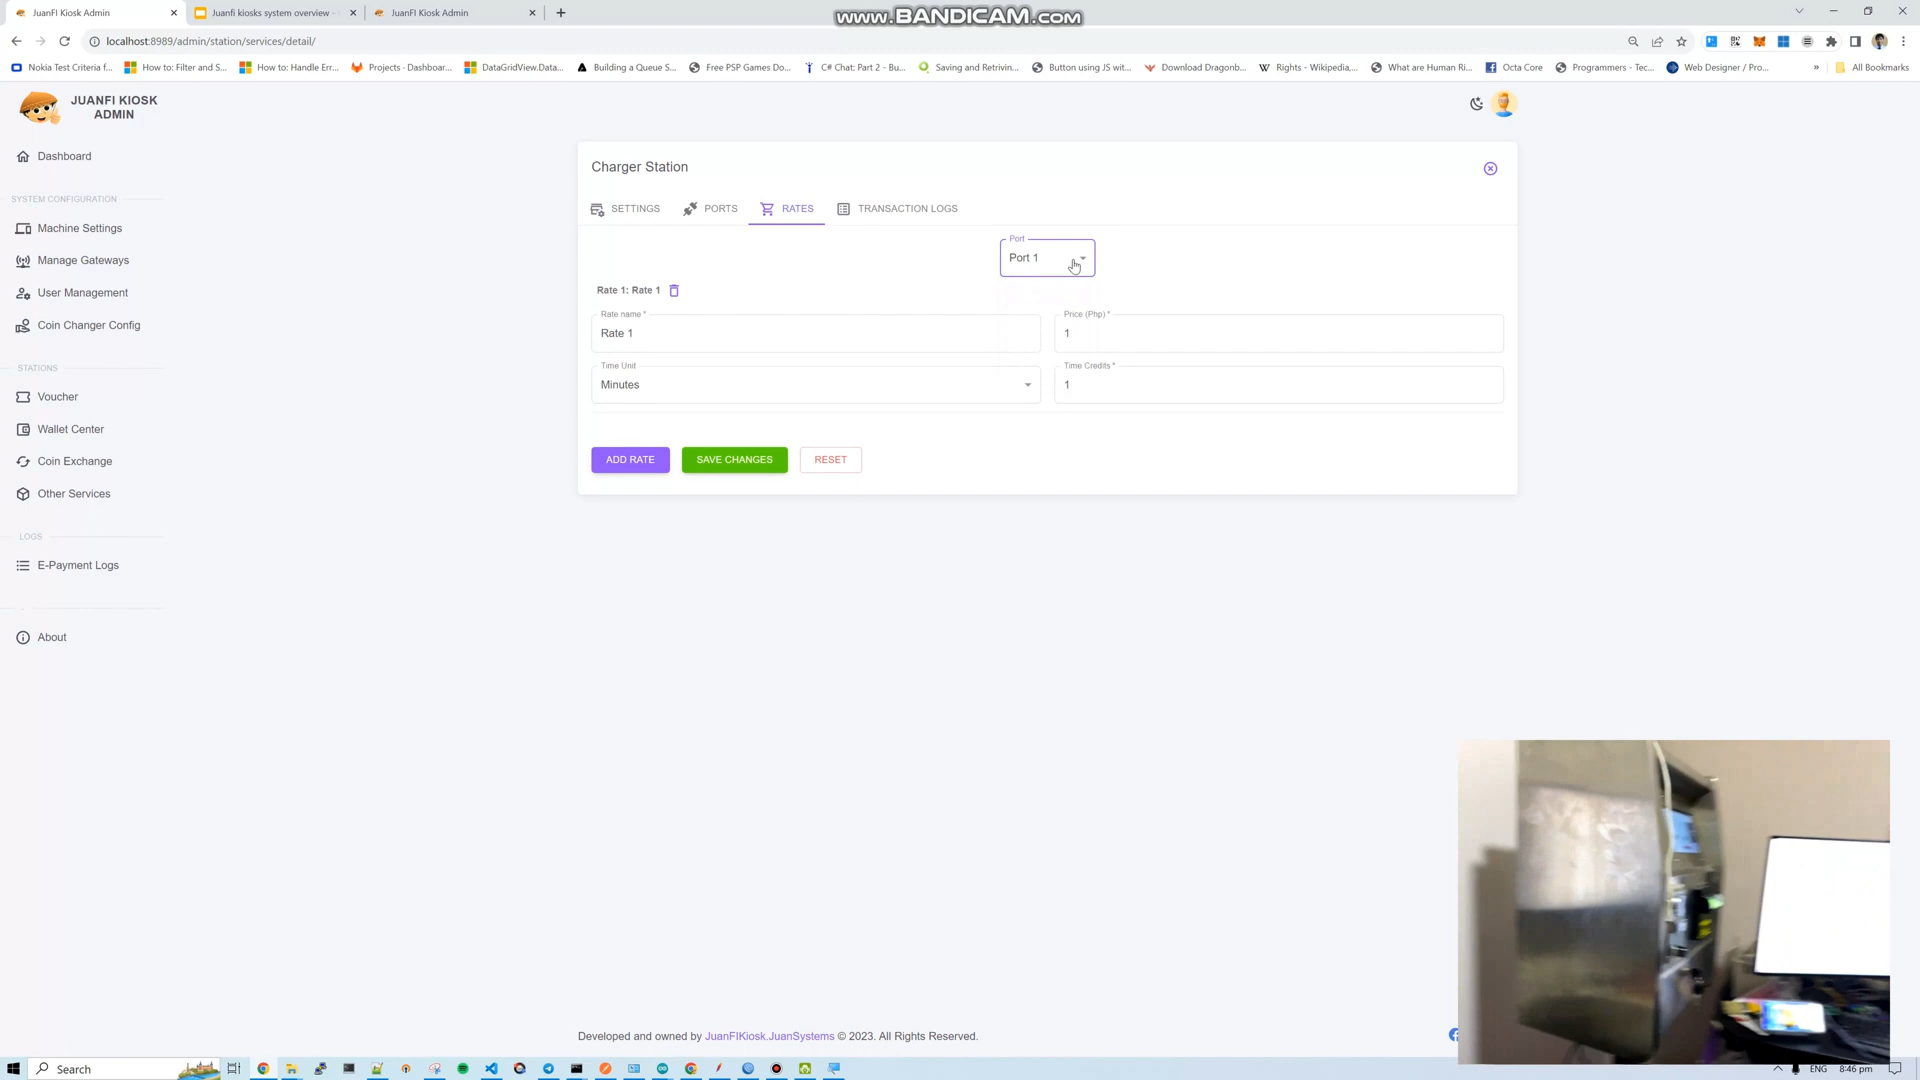 JuanFI Kiosk Admin
Juanfi kiosks system overview -
JuanFI Kiosk Admin
www.BANDICAM.com
localhost:8989/admin/station/services/detail/
Nokia Test Criteria f...
How to: Filter and S...
How to: Handle Err...
Projects - Dashboar...
DataGridView.Data...
Building a Queue S...
Free PSP Games Do...
C# Chat: Part 2 - Bu...
Saving and Retrivin...
Button using JS wit...
Download Dragonb...
Rights - Wikipedia,...
What are Human Ri...
Octa Core
Programmers - Tec...
Web Designer / Pro...
»
All Bookmarks
JUANFI KIOSK
ADMIN
Dashboard
SYSTEM CONFIGURATION
Machine Settings
Manage Gateways
User Management
Coin Changer Config
STATIONS
Voucher
Wallet Center
Coin Exchange
Other Services
LOGS
E-Payment Logs
About
Charger Station
SETTINGS
PORTS
RATES
TRANSACTION LOGS
Port
Port 1
Rate 1: Rate 1
Rate name *
Rate 1
Price (Php) *
1
Time Unit
Minutes
Time Credits *
1
ADD RATE
SAVE CHANGES
RESET
Developed and owned by JuanFIKiosk.JuanSystems © 2023. All Rights Reserved.
Search
ENG
8:46 pm